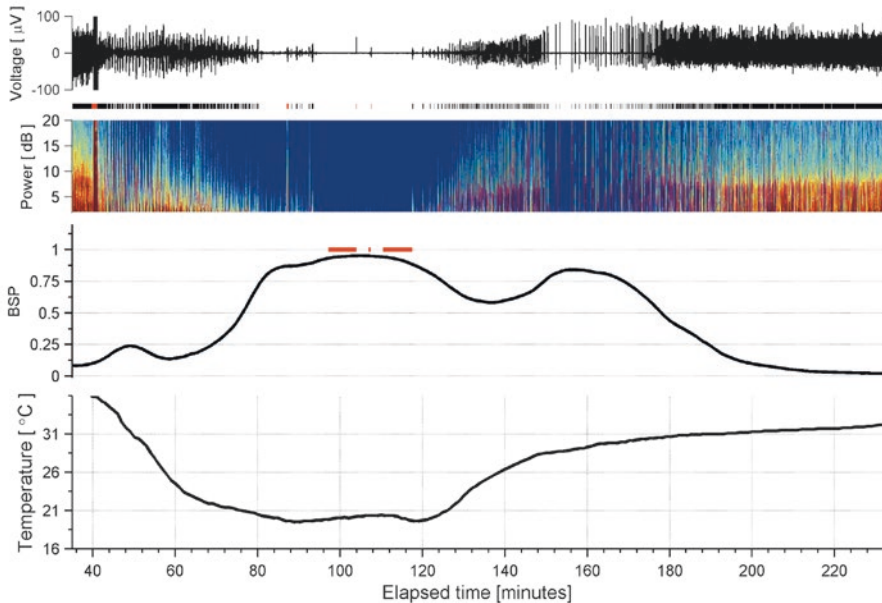 Voltage [ μV ]
100
0
-100
Power [ dB ]
20
15
10
5
BSP
1
0.75
0.5
0.25
0
Temperature [ °C ]
31
26
21
16
40 60 80 100 120 140 160 180 200 220
Elapsed time [minutes]